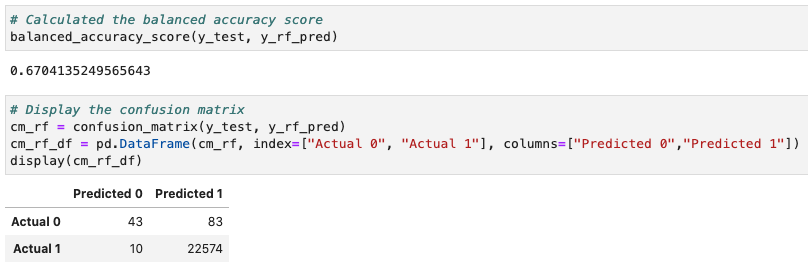 # Calculated the balanced accuracy score
balanced_accuracy_score(y_test, y_rf_pred)
0.6704135249565643
# Display the confusion matrix
cm_rf = confusion_matrix(y_test, y_rf_pred)
cm_rf_df = pd.DataFrame(cm_rf, index=["Actual 0", "Actual 1"], columns=["Predicted 0","Predicted 1"])
display(cm_rf_df)
Predicted 0 Predicted 1
Actual 0 43 83
Actual 1 10 22574